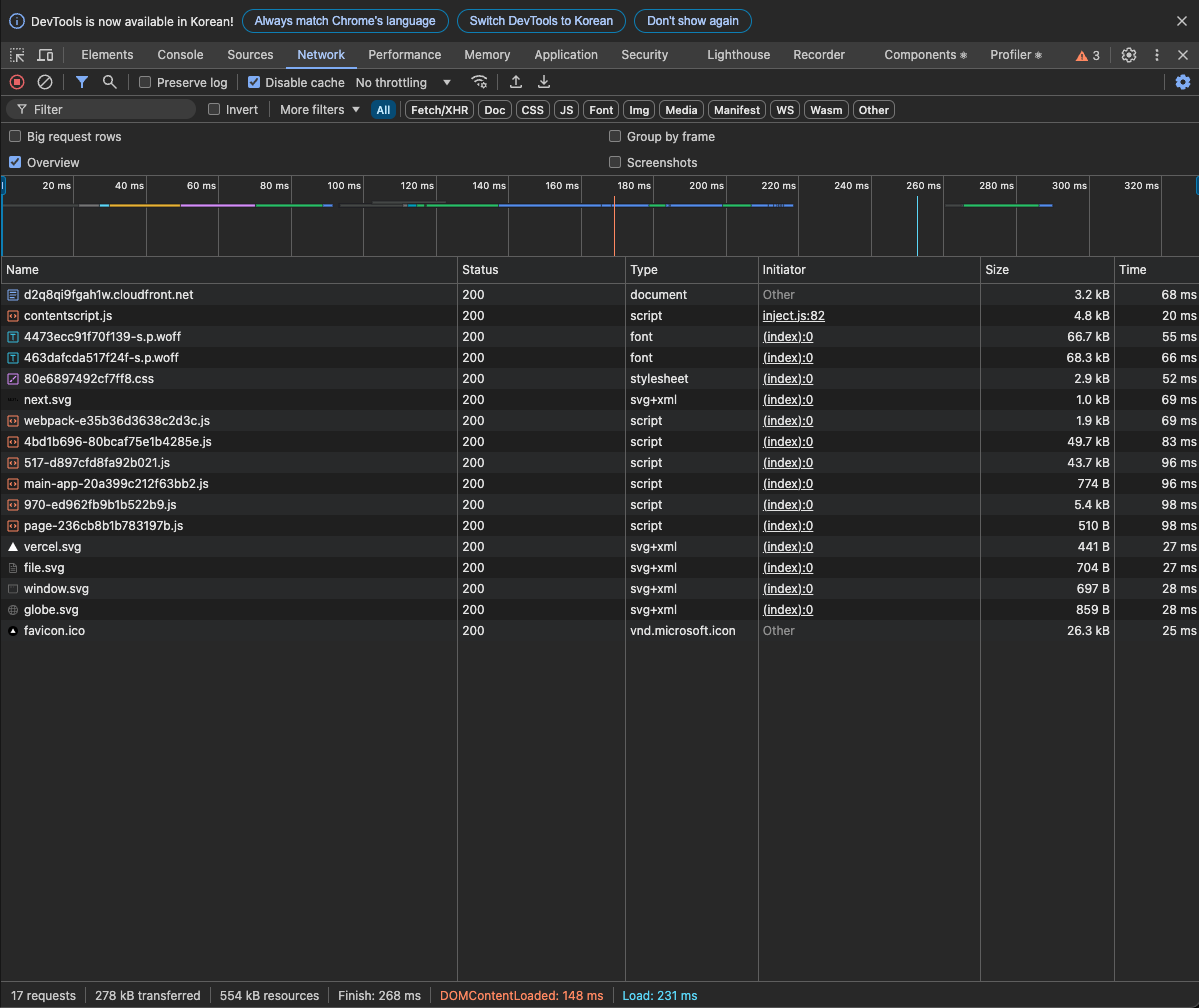 DevTools is now available in Korean! Always match Chrome's language Switch DevTools to Korean Don't show again
Elements Console Sources Network Performance Memory Application Security Lighthouse Recorder Components Profiler 3
Preserve log Disable cache No throttling
Filter Invert More filters All Fetch/XHR Doc CSS JS Font Img Media Manifest WS Wasm Other
Big request rows Group by frame
Overview Screenshots
20 ms 40 ms 60 ms 80 ms 100 ms 120 ms 140 ms 160 ms 180 ms 200 ms 220 ms 240 ms 260 ms 280 ms 300 ms 320 ms
Name Status Type Initiator Size Time
d2q8qi9fgah1w.cloudfront.net 200 document Other 3.2 kB 68 ms
contentscript.js 200 script inject.js:82 4.8 kB 20 ms
4473ecc91f70f139-s.p.woff 200 font (index):0 66.7 kB 55 ms
463dafcda517f24f-s.p.woff 200 font (index):0 68.3 kB 66 ms
80e6897492cf7ff8.css 200 stylesheet (index):0 2.9 kB 52 ms
next.svg 200 svg+xml (index):0 1.0 kB 69 ms
webpack-e35b36d3638c2d3c.js 200 script (index):0 1.9 kB 69 ms
4bd1b696-80bcaf75e1b4285e.js 200 script (index):0 49.7 kB 83 ms
517-d897cfd8fa92b021.js 200 script (index):0 43.7 kB 96 ms
main-app-20a399c212f63bb2.js 200 script (index):0 774 B 96 ms
970-ed962fb9b1b522b9.js 200 script (index):0 5.4 kB 98 ms
page-236cb8b1b783197b.js 200 script (index):0 510 B 98 ms
vercel.svg 200 svg+xml (index):0 441 B 27 ms
file.svg 200 svg+xml (index):0 704 B 27 ms
window.svg 200 svg+xml (index):0 697 B 28 ms
globe.svg 200 svg+xml (index):0 859 B 28 ms
favicon.ico 200 vnd.microsoft.icon Other 26.3 kB 25 ms
17 requests 278 kB transferred 554 kB resources Finish: 268 ms DOMContentLoaded: 148 ms Load: 231 ms